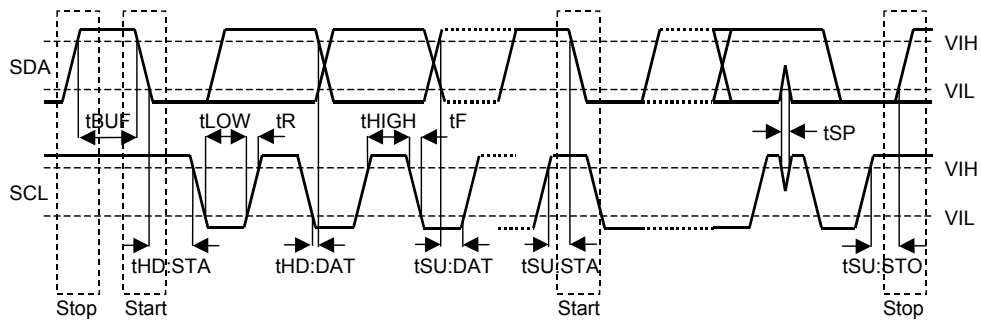 VIH
SDA
VIL
tBUF tLOW tR tHIGH tF
tSP
VIH
SCL
VIL
tHD:STA tHD:DAT tSU:DAT tSU:STA tSU:STO
Stop Start Start Stop